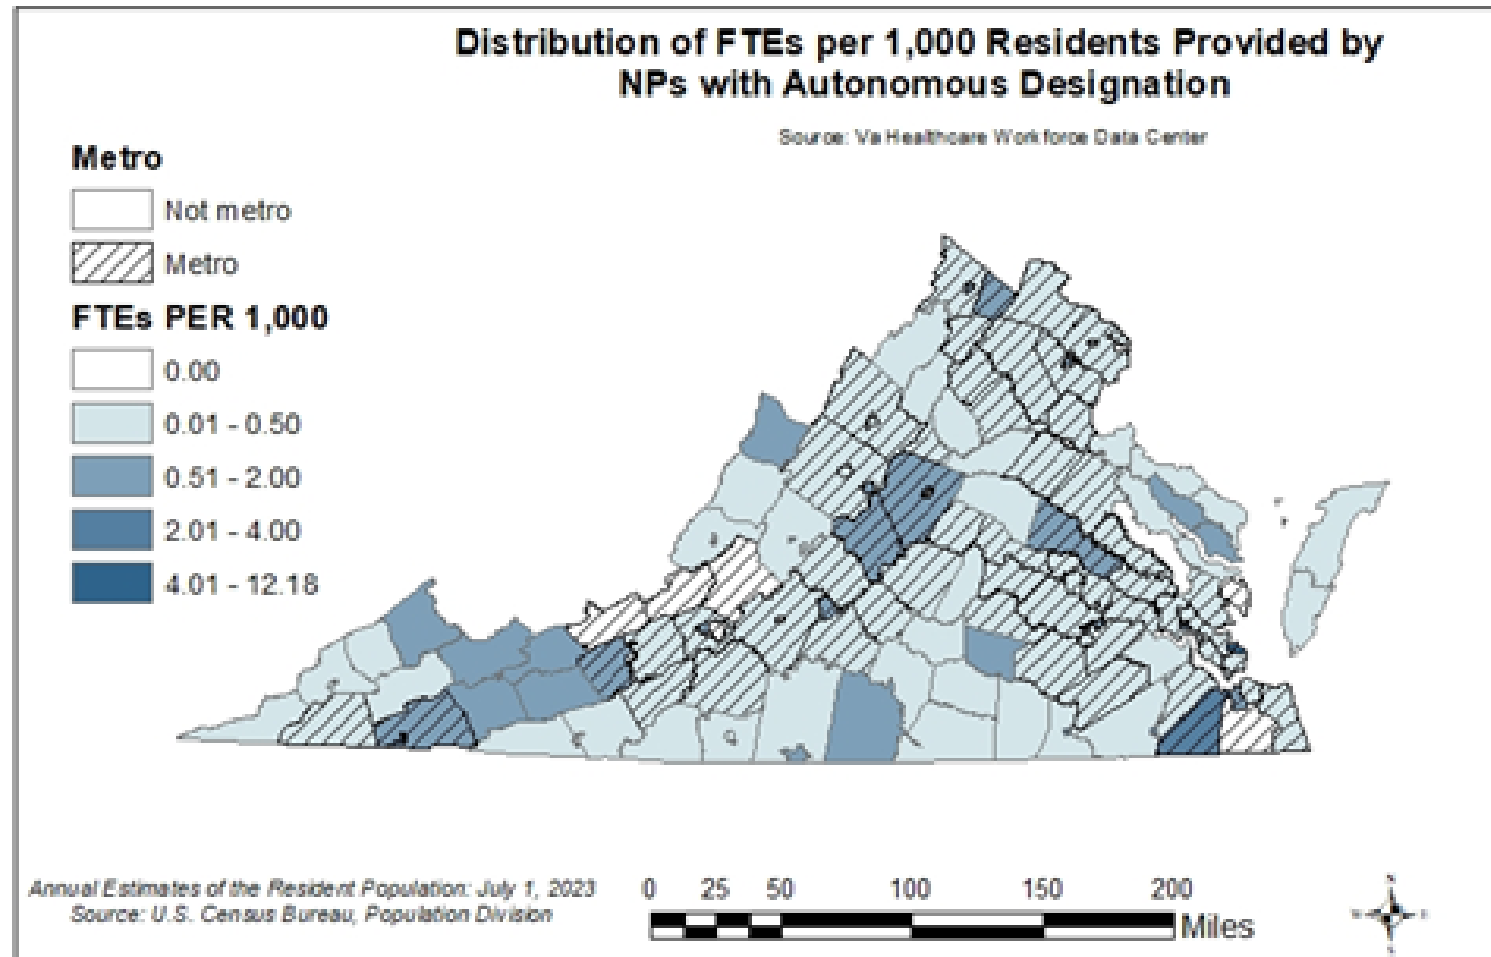 Distribution of FTEs per 1,000 Residents Provided by
NPs with Autonomous Designation
Source: Va Healthcare Workforce Data Center
Metro
Not metro
Metro
FTEs PER 1,000
0.00
0.01 - 0.50
0.51 - 2.00
2.01 - 4.00
4.01 - 12.18
Annual Estimates of the Resident Population: July 1, 2023
Source: U.S. Census Bureau, Population Division
0 25 50 100 150 200
Miles